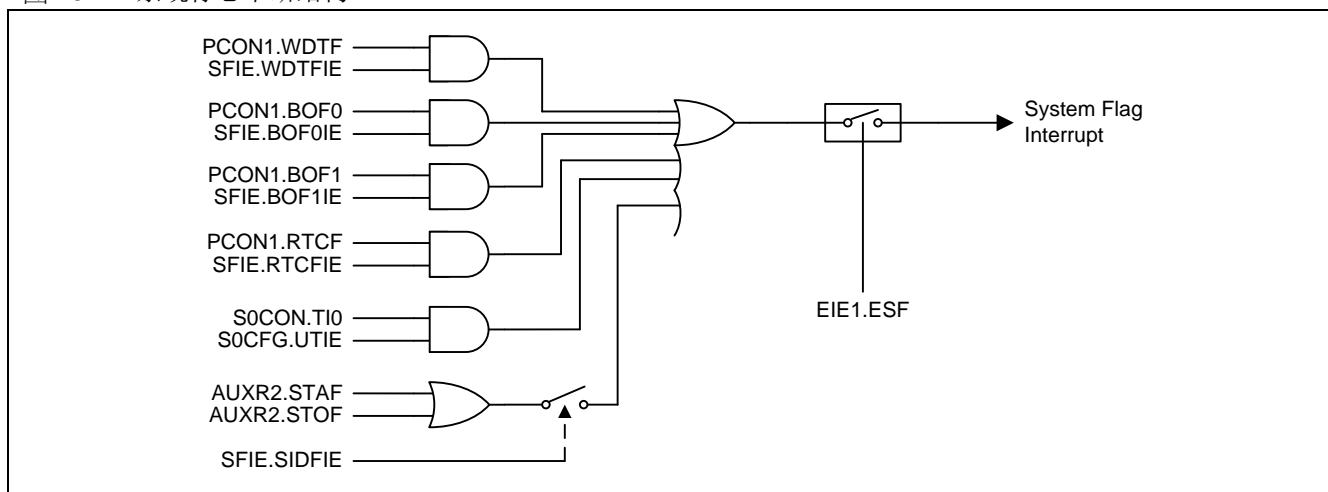 PCON1.WDTF
SFIE.WDTFIE
PCON1.BOF0
SFIE.BOF0IE
PCON1.BOF1
SFIE.BOF1IE
PCON1.RTCF
SFIE.RTCFIE
S0CON.TI0
S0CFG.UTIE
AUXR2.STAF
AUXR2.STOF
SFIE.SIDFIE
EIE1.ESF
System Flag
Interrupt